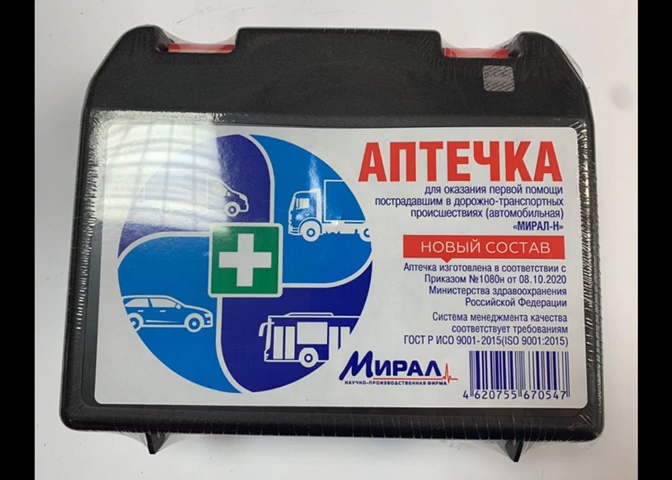 АПТЕЧКА
для оказания первой помощи
пострадавшим в дорожно-транспортных
происшествиях (автомобильная)
«МИРАЛ-Н»
НОВЫЙ СОСТАВ
Аптечка изготовлена в соответствии с
Приказом №1080н от 08.10.2020
Министерства здравоохранения
Российской Федерации
Система менеджмента качества
соответствует требованиям
ГОСТ Р ИСО 9001-2015(ISO 9001:2015)
МИРАЛ
НАУЧНО-ПРОИЗВОДСТВЕННАЯ ФИРМА
4 620755 670547